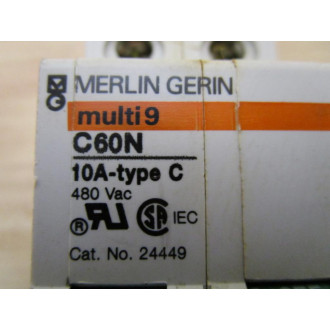 MERLIN GERIN
multi 9
C60N
10A-type C
480 Vac
® IEC
Cat. No. 24449